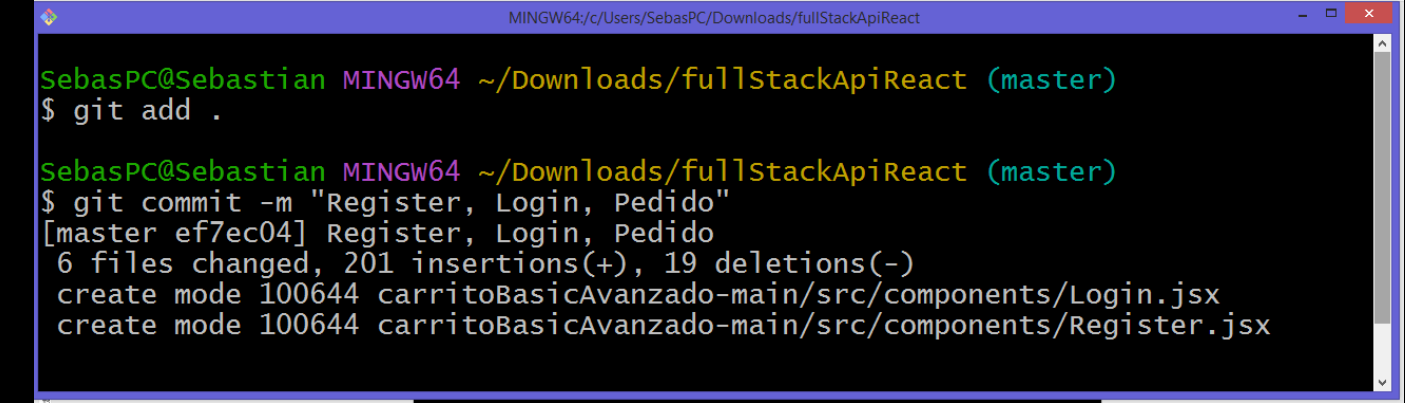 MINGW64:/c/Users/SebasPC/Downloads/fullStackApiReact
SebasPC@Sebastian MINGW64 ~/Downloads/fullStackApiReact (master)
$ git add .
SebasPC@Sebastian MINGW64 ~/Downloads/fullStackApiReact (master)
$ git commit -m "Register, Login, Pedido"
[master ef7ec04] Register, Login, Pedido
6 files changed, 201 insertions(+), 19 deletions(-)
create mode 100644 carritoBasicAvanzado-main/src/components/Login.jsx
create mode 100644 carritoBasicAvanzado-main/src/components/Register.jsx